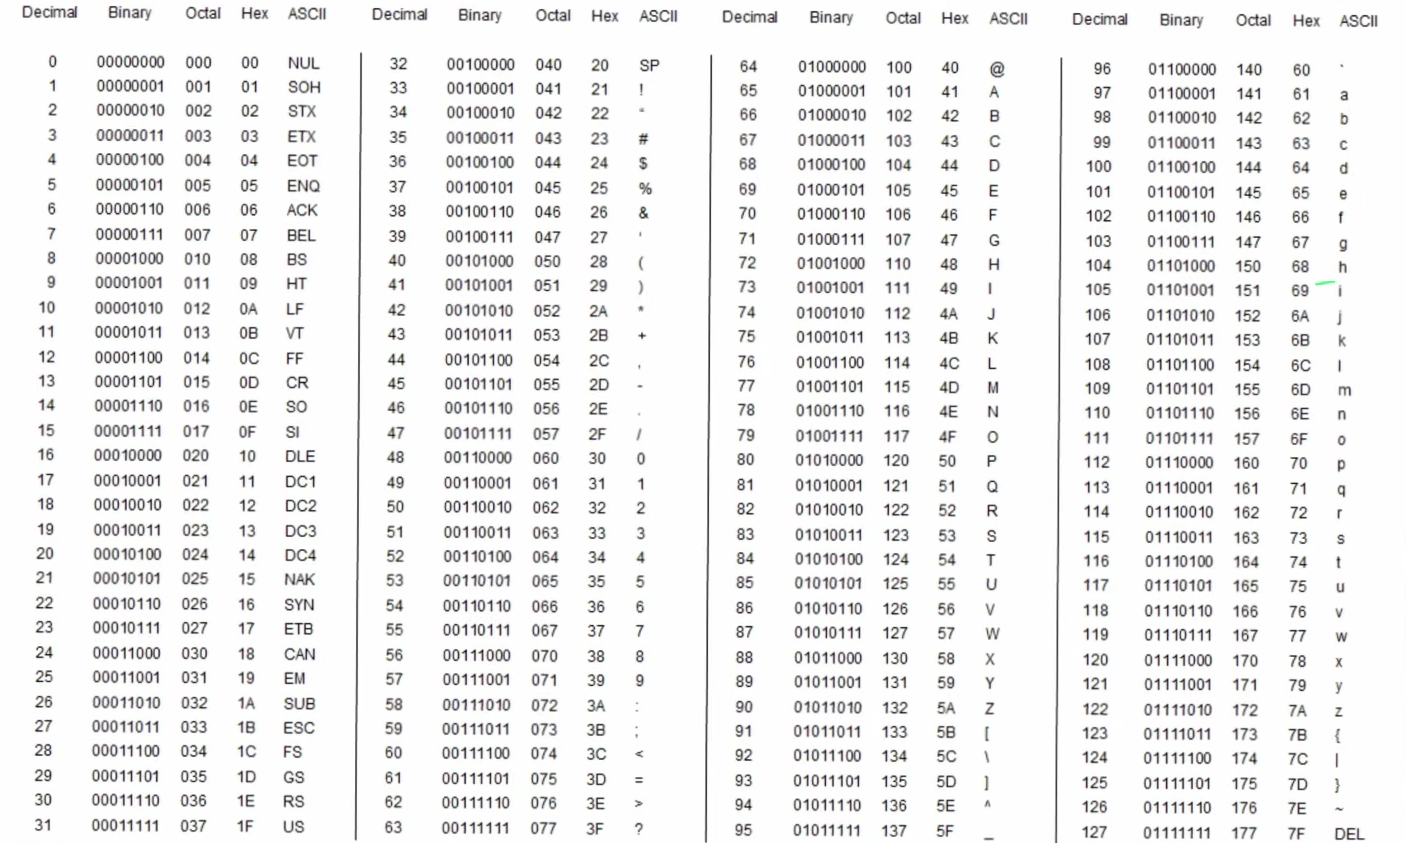 Decimal Binary Octal Hex ASCII Decimal Binary Octal Hex ASCII Decimal Binary Octal Hex ASCII Decimal Binary Octal Hex ASCII
0 00000000 000 00 NUL 32 00100000 040 20 SP 64 01000000 100 40 @ 96 01100000 140 60 `
1 00000001 001 01 SOH 33 00100001 041 21 ! 65 01000001 101 41 A 97 01100001 141 61 a
2 00000010 002 02 STX 34 00100010 042 22 “ 66 01000010 102 42 B 98 01100010 142 62 b
3 00000011 003 03 ETX 35 00100011 043 23 # 67 01000011 103 43 C 99 01100011 143 63 c
4 00000100 004 04 EOT 36 00100100 044 24 $ 68 01000100 104 44 D 100 01100100 144 64 d
5 00000101 005 05 ENQ 37 00100101 045 25 % 69 01000101 105 45 E 101 01100101 145 65 e
6 00000110 006 06 ACK 38 00100110 046 26 & 70 01000110 106 46 F 102 01100110 146 66 f
7 00000111 007 07 BEL 39 00100111 047 27 ' 71 01000111 107 47 G 103 01100111 147 67 g
8 00001000 010 08 BS 40 00101000 050 28 ( 72 01001000 110 48 H 104 01101000 150 68 h
9 00001001 011 09 HT 41 00101001 051 29 ) 73 01001001 111 49 I 105 01101001 151 69 i
10 00001010 012 0A LF 42 00101010 052 2A * 74 01001010 112 4A J 106 01101010 152 6A j
11 00001011 013 0B VT 43 00101011 053 2B + 75 01001011 113 4B K 107 01101011 153 6B k
12 00001100 014 0C FF 44 00101100 054 2C , 76 01001100 114 4C L 108 01101100 154 6C l
13 00001101 015 0D CR 45 00101101 055 2D - 77 01001101 115 4D M 109 01101101 155 6D m
14 00001110 016 0E SO 46 00101110 056 2E . 78 01001110 116 4E N 110 01101110 156 6E n
15 00001111 017 0F SI 47 00101111 057 2F / 79 01001111 117 4F O 111 01101111 157 6F o
16 00010000 020 10 DLE 48 00110000 060 30 0 80 01010000 120 50 P 112 01110000 160 70 p
17 00010001 021 11 DC1 49 00110001 061 31 1 81 01010001 121 51 Q 113 01110001 161 71 q
18 00010010 022 12 DC2 50 00110010 062 32 2 82 01010010 122 52 R 114 01110010 162 72 r
19 00010011 023 13 DC3 51 00110011 063 33 3 83 01010011 123 53 S 115 01110011 163 73 s
20 00010100 024 14 DC4 52 00110100 064 34 4 84 01010100 124 54 T 116 01110100 164 74 t
21 00010101 025 15 NAK 53 00110101 065 35 5 85 01010101 125 55 U 117 01110101 165 75 u
22 00010110 026 16 SYN 54 00110110 066 36 6 86 01010110 126 56 V 118 01110110 166 76 v
23 00010111 027 17 ETB 55 00110111 067 37 7 87 01010111 127 57 W 119 01110111 167 77 w
24 00011000 030 18 CAN 56 00111000 070 38 8 88 01011000 130 58 X 120 01111000 170 78 x
25 00011001 031 19 EM 57 00111001 071 39 9 89 01011001 131 59 Y 121 01111001 171 79 y
26 00011010 032 1A SUB 58 00111010 072 3A : 90 01011010 132 5A Z 122 01111010 172 7A z
27 00011011 033 1B ESC 59 00111011 073 3B ; 91 01011011 133 5B [ 123 01111011 173 7B {
28 00011100 034 1C FS 60 00111100 074 3C < 92 01011100 134 5C \ 124 01111100 174 7C |
29 00011101 035 1D GS 61 00111101 075 3D = 93 01011101 135 5D ] 125 01111101 175 7D }
30 00011110 036 1E RS 62 00111110 076 3E > 94 01011110 136 5E ^ 126 01111110 176 7E ~
31 00011111 037 1F US 63 00111111 077 3F ? 95 01011111 137 5F _ 127 01111111 177 7F DEL